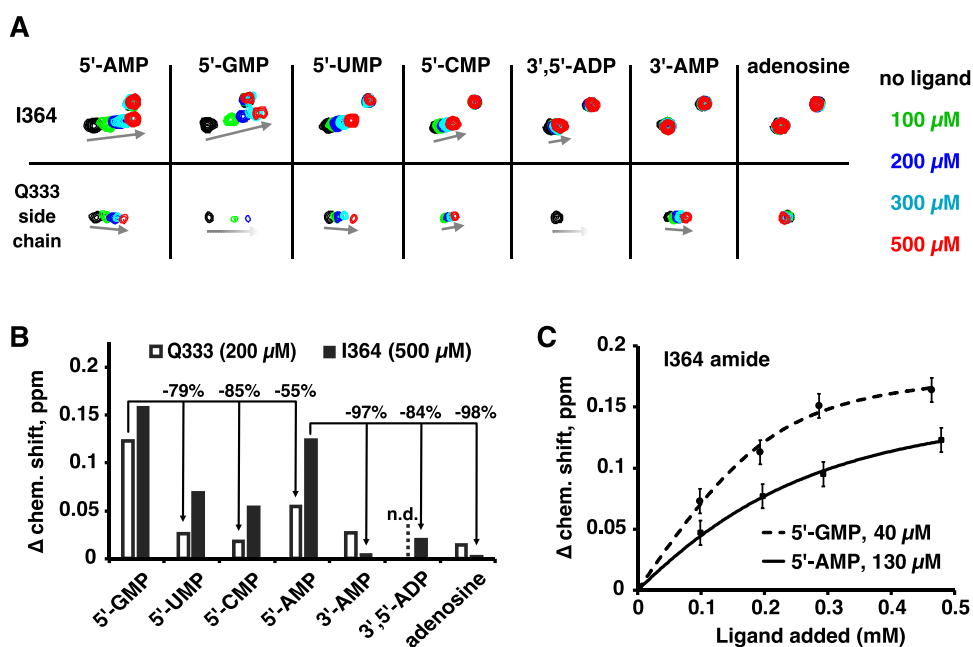 A
5'-AMP 5'-GMP 5'-UMP 5'-CMP 3',5'-ADP 3'-AMP adenosine
I364
Q333
side
chain
no ligand
100 µM
200 µM
300 µM
500 µM
B
Q333 (200 µM) I364 (500 µM)
Δ chem. shift, ppm
0.2
0.15
0.1
0.05
0
-79% -85% -55%
-97% -84% -98%
n.d.
5'-GMP 5'-UMP 5'-CMP 5'-AMP 3'-AMP 3',5'-ADP adenosine
C
I364 amide
Δ chem. shift, ppm
0.2
0.15
0.1
0.05
0
5'-GMP, 40 µM
5'-AMP, 130 µM
0 0.1 0.2 0.3 0.4 0.5
Ligand added (mM)